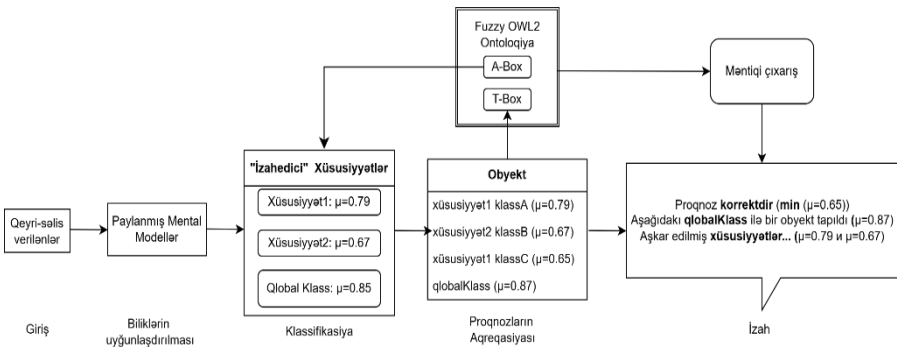 Fuzzy OWL2
Ontoloqiya
A-Box
T-Box
Məntiqi çıxarış
"İzahedici" Xüsusiyyətlər
Xüsusiyyət1: μ=0.79
Xüsusiyyət2: μ=0.67
Qlobal Klass: μ=0.85
Obyekt
xüsusiyyət1 klassA (μ=0.79)
xüsusiyyət2 klassB (μ=0.67)
xüsusiyyət1 klassC (μ=0.65)
qlobalKlass (μ=0.87)
Qeyri-səlis
verilənlər
Paylanmış Mental
Modellər
Proqnoz korrektdir (min (μ=0.65))
Aşağıdakı qlobalKlass ilə bir obyekt tapıldı (μ=0.87)
Aşkar edilmiş xüsusiyyətlər... (μ=0.79 и μ=0.67)
Giriş
Biliklərin
uyğunlaşdırılması
Klassifikasiya
Proqnozların
Aqreqasiyası
İzah